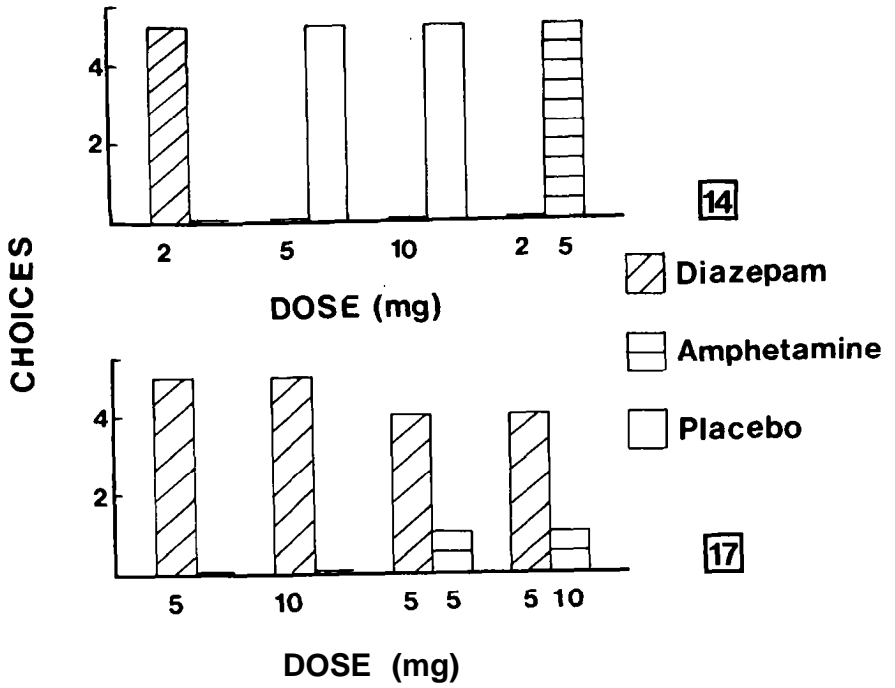 4
2
2 5 10 2 5
DOSE (mg)
14
CHOICES
Diazepam
Amphetamine
Placebo
4
2
5 10 5 5 5 10
DOSE (mg)
17